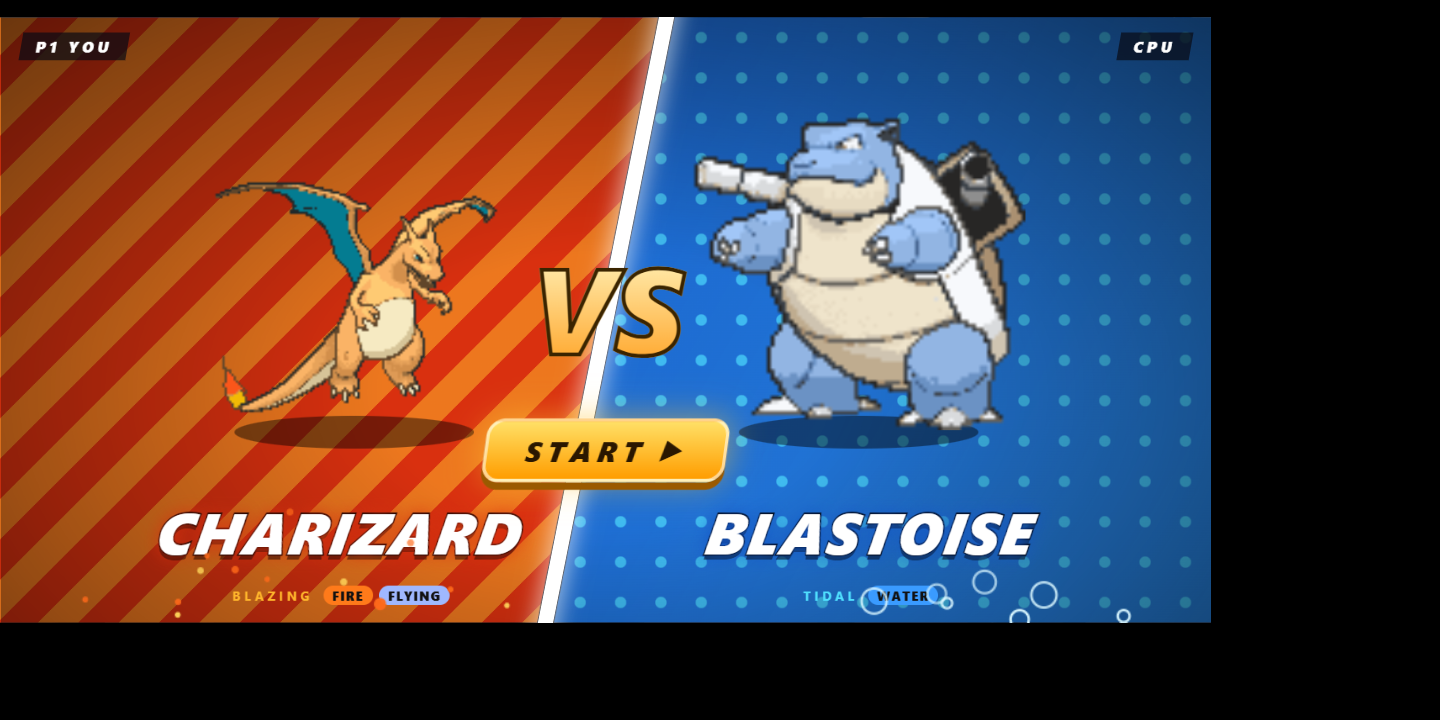 P1 YOU
CPU
VS
START ▶
CHARIZARD
BLASTOISE
BLAZING FIRE FLYING
TIDAL WATER